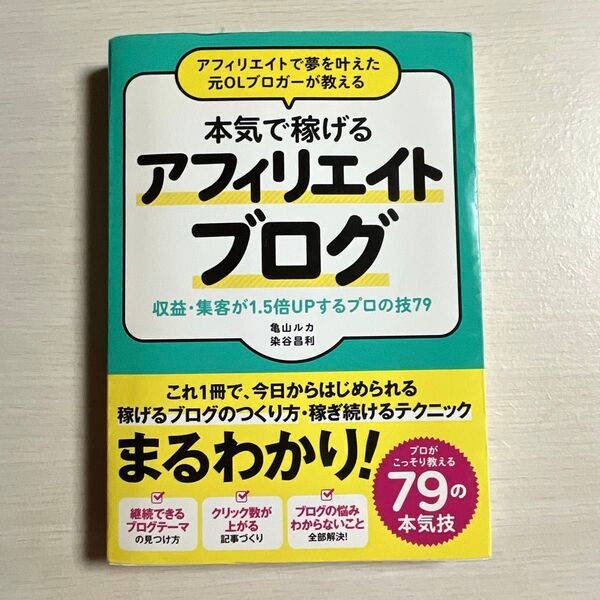 アフィリエイトで夢を叶えた
元OLブロガーが教える
本気で稼げる
アフィリエイト
ブログ
収益・集客が1.5倍UPするプロの技79
亀山ルカ
染谷昌利
これ1冊で、今日からはじめられる
稼げるブログのつくり方・稼ぎ続けるテクニック
まるわかり!
プロが
こっそり教える
79の
本気技
継続できる
ブログテーマ
の見つけ方
クリック数が
上がる
記事づくり
ブログの悩み
わからないこと
全部解決!